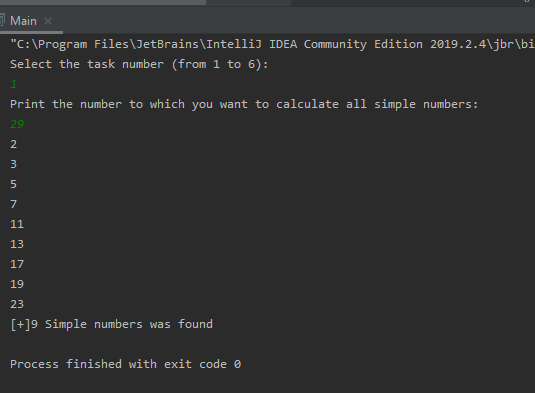 Main
"C:\Program Files\JetBrains\IntelliJ IDEA Community Edition 2019.2.4\jbr\bi
Select the task number (from 1 to 6):
1
Print the number to which you want to calculate all simple numbers:
29
2
3
5
7
11
13
17
19
23
[+]9 Simple numbers was found
Process finished with exit code 0